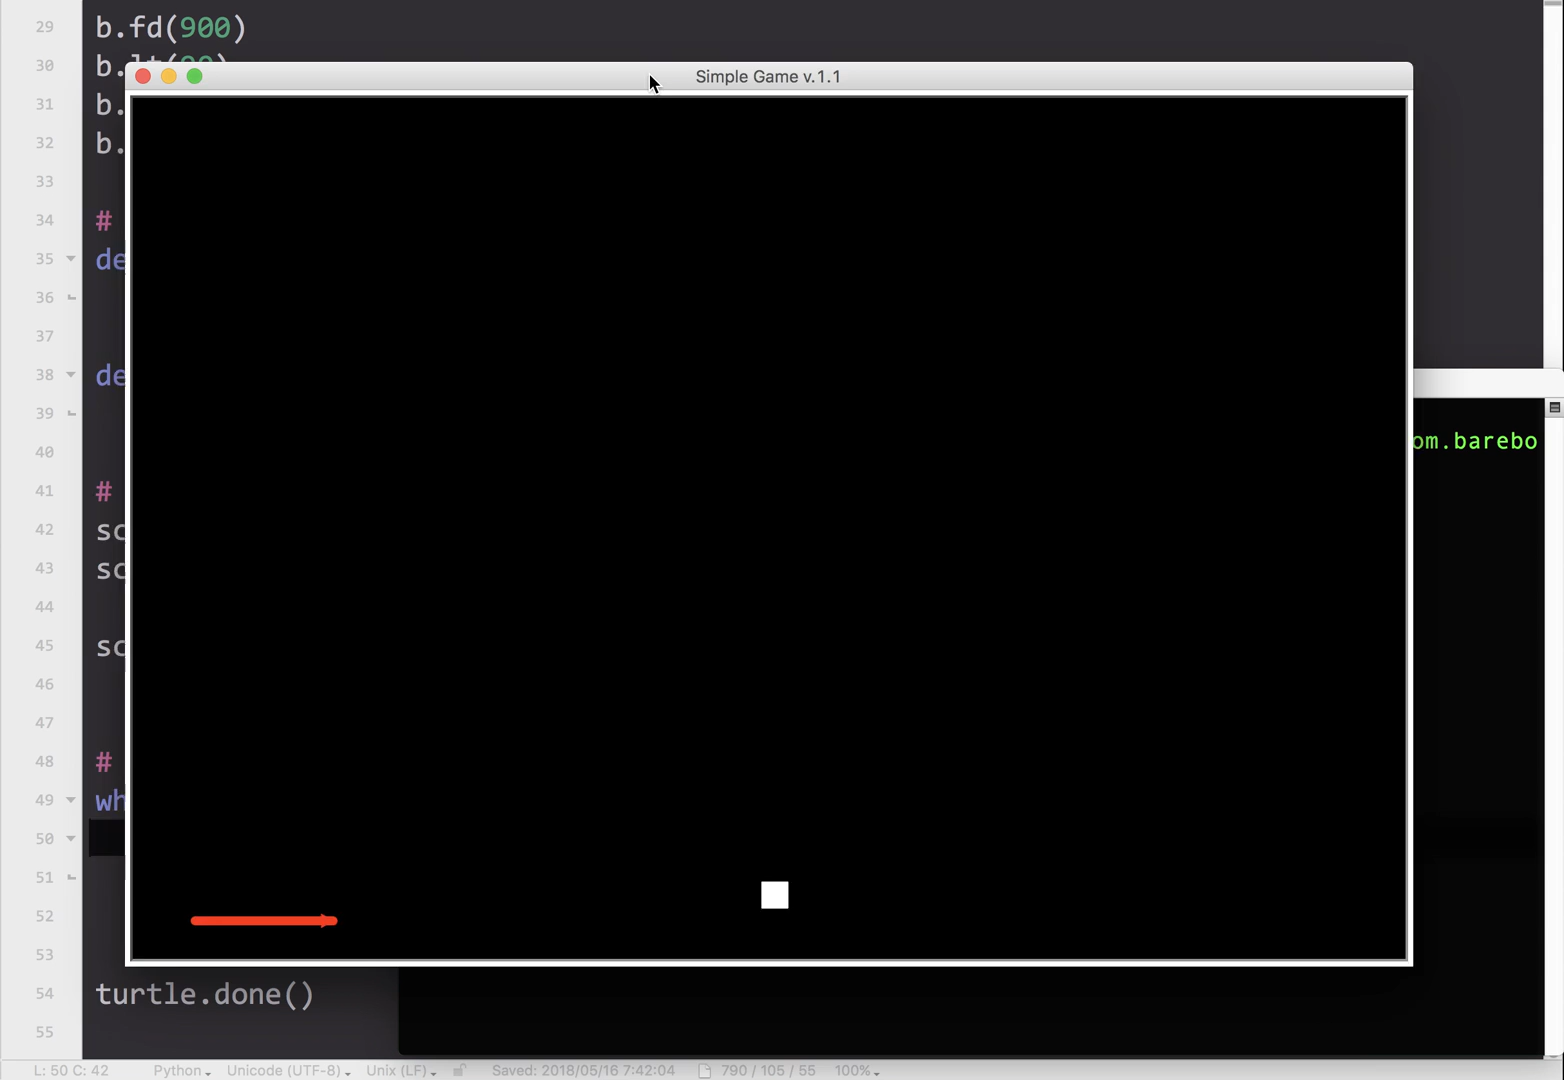 29 b.fd(900)
30 b.lt(90)
Simple Game v.1.1
31 b.
32 b.
33
34 #
35 de
36
37
38 de
39
40
om.barebo
41 #
42 sc
43 sc
44
45 sc
46
47
48 #
49 wh
50
51
52
53
54 turtle.done()
55
L: 50 C: 42 Python Unicode (UTF-8) Unix (LF) Saved: 2018/05/16 7:42:04 790 / 105 / 55 100%